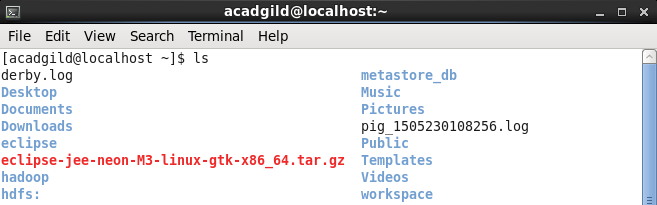 acadgild@localhost:~
File Edit View Search Terminal Help
[acadgild@localhost ~]$ ls
derby.log metastore_db
Desktop Music
Documents Pictures
Downloads pig_1505230108256.log
eclipse Public
eclipse-jee-neon-M3-linux-gtk-x86_64.tar.gz Templates
hadoop Videos
hdfs: workspace